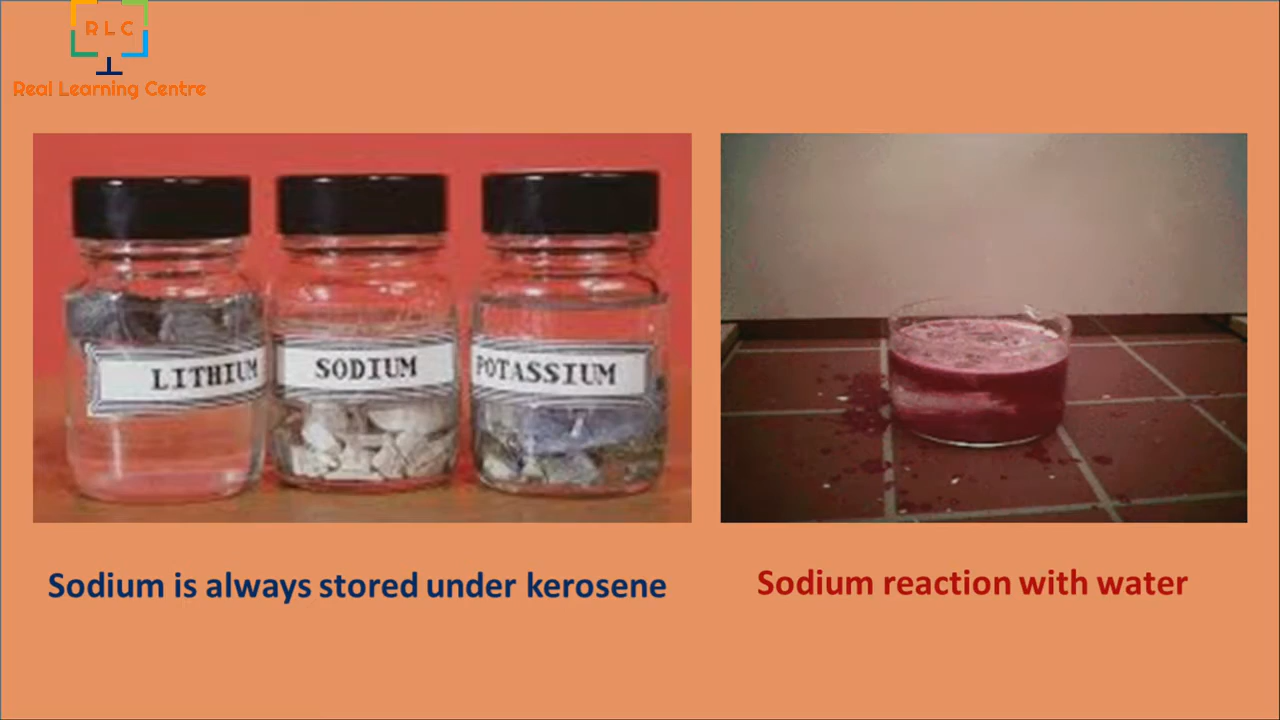 RLC
Real Learning Centre
LITHIUM
SODIUM
POTASSIUM
Sodium is always stored under kerosene
Sodium reaction with water